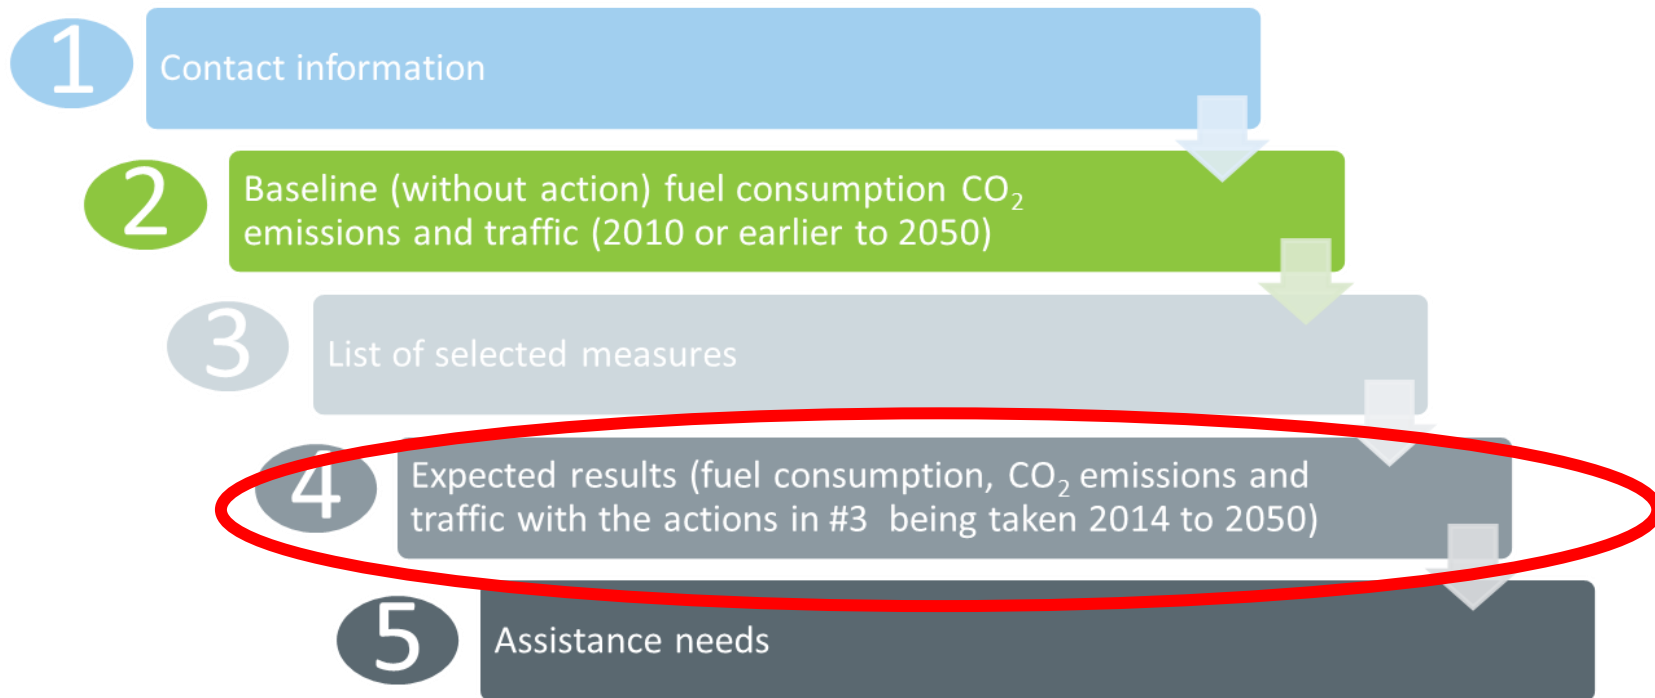 1
Contact information
2
Baseline (without action) fuel consumption CO₂
emissions and traffic (2010 or earlier to 2050)
3
List of selected measures
4
Expected results (fuel consumption, CO₂ emissions and
traffic with the actions in #3 being taken 2014 to 2050)
5
Assistance needs